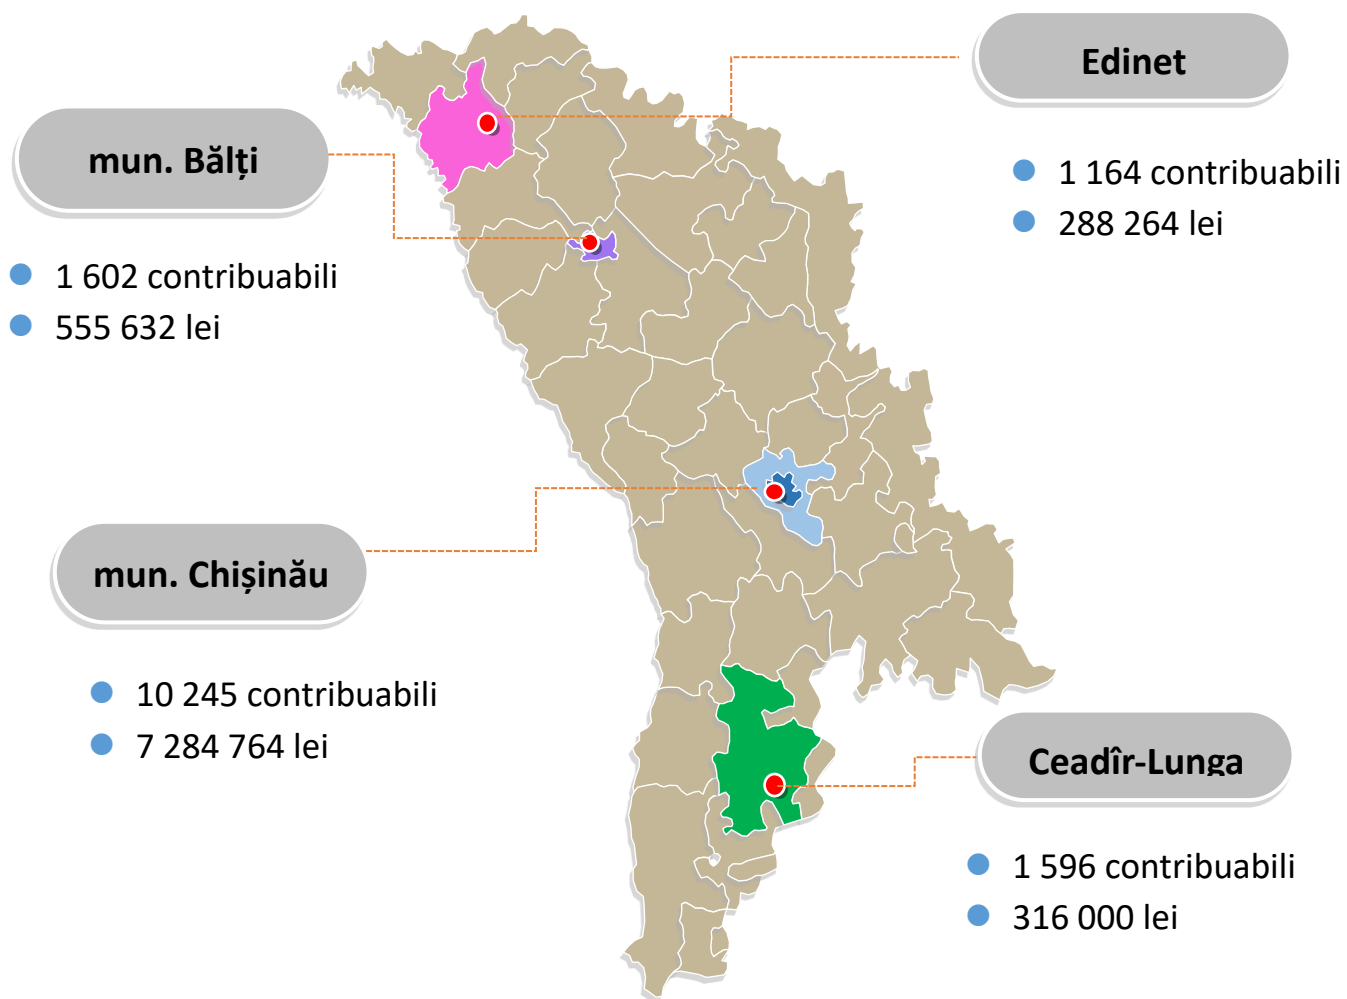 Edinet
1 164 contribuabili
288 264 lei
mun. Bălți
1 602 contribuabili
555 632 lei
mun. Chișinău
10 245 contribuabili
7 284 764 lei
Ceadîr-Lunga
1 596 contribuabili
316 000 lei